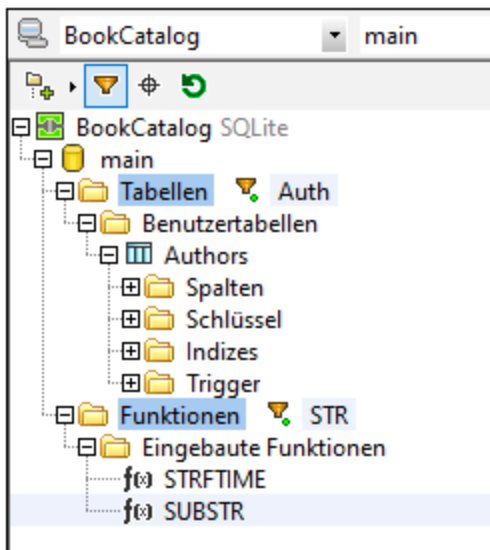 BookCatalog main
BookCatalog SQLite
main
Tabellen Auth
Benutzertabellen
Authors
Spalten
Schlüssel
Indizes
Trigger
Funktionen STR
Eingebaute Funktionen
f(x) STRFTIME
f(x) SUBSTR